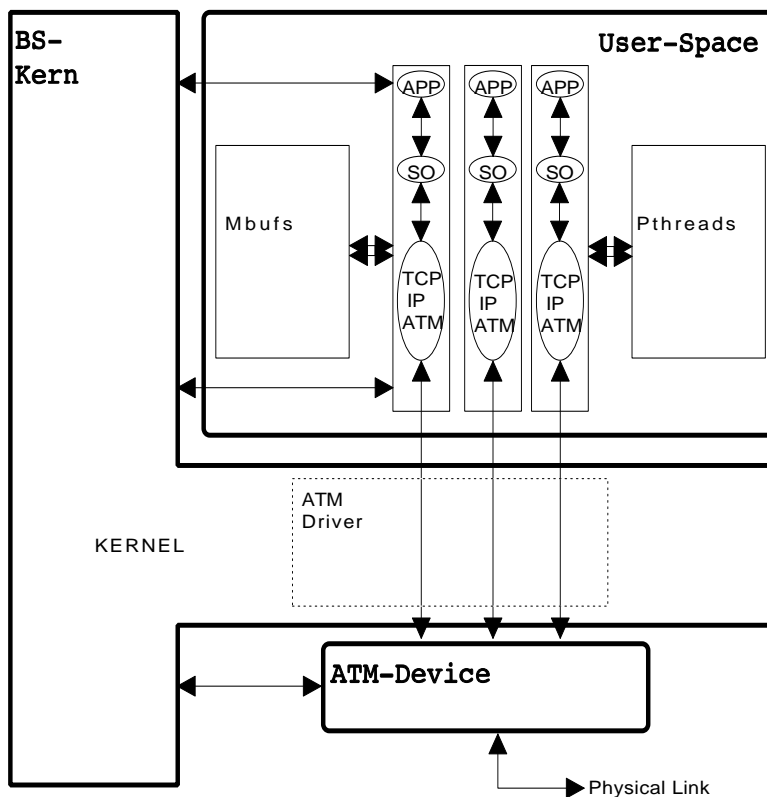 BS-
Kern
User-Space
APP
APP
APP
SO
SO
SO
Mbufs
Pthreads
TCP
IP
ATM
TCP
IP
ATM
TCP
IP
ATM
ATM
Driver
KERNEL
ATM-Device
Physical Link